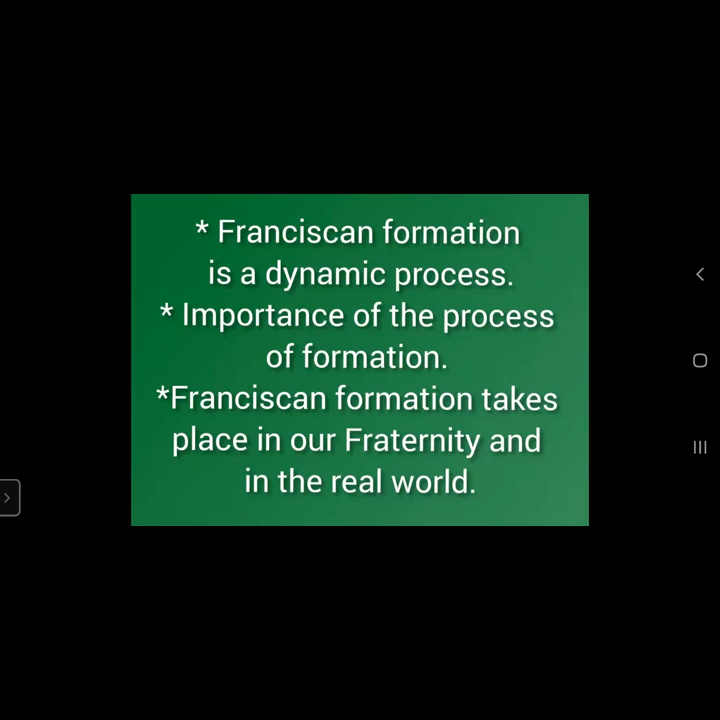 * Franciscan formation
is a dynamic process.
* Importance of the process
of formation.
*Franciscan formation takes
place in our Fraternity and
in the real world.